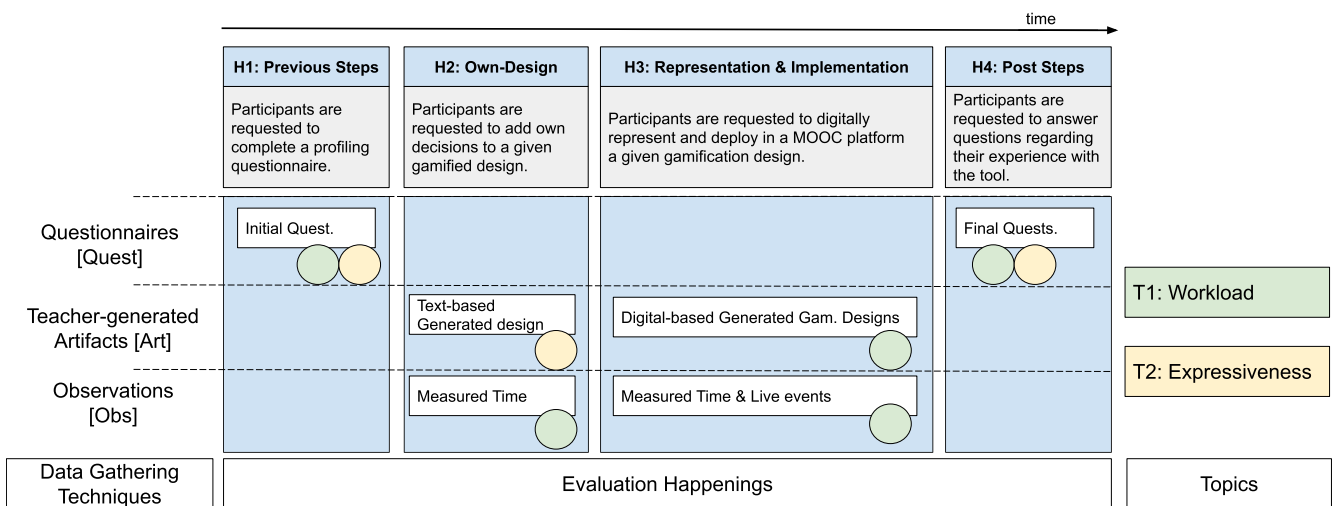 time
H1: Previous Steps
Participants are
requested to
complete a profiling
questionnaire.
H2: Own-Design
Participants are
requested to add own
decisions to a given
gamified design.
H3: Representation & Implementation
Participants are requested to digitally
represent and deploy in a MOOC platform
a given gamification design.
H4: Post Steps
Participants are
requested to answer
questions regarding
their experience with
the tool.
Questionnaires
[Quest]
Initial Quest.
Final Quests.
Teacher-generated
Artifacts [Art]
Text-based
Generated design
Digital-based Generated Gam. Designs
Observations
[Obs]
Measured Time
Measured Time & Live events
T1: Workload
T2: Expressiveness
Data Gathering
Techniques
Evaluation Happenings
Topics